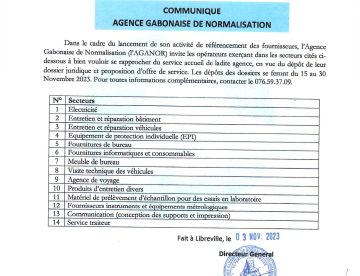 COMMUNIQUE
AGENCE GABONAISE DE NORMALISATION
Dans le cadre du lancement de son activité de référencement des fournisseurs, l'Agence
Gabonaise de Normalisation (l'AGANOR) invite les opérateurs exerçant dans les secteurs cités ci-
dessous à bien vouloir se rapprocher du service accueil de ladite agence, en vue du dépôt de leur
dossier juridique et proposition d'offre de service. Les dépôts des dossiers se feront du 15 au 30
Novembre 2023. Pour toutes informations complémentaires, contacter le 076.59.37.09.
N° Secteurs
1 Electricité
2 Entretien et réparation bâtiment
3 Entretien et réparation véhicules
4 Equipement de protection individuelle (EPI)
5 Fournitures de bureau
6 Fournitures informatiques et consommables
7 Meuble de bureau
8 Visite technique des véhicules
9 Agence de voyage
10 Produits d'entretien divers
11 Matériel de prélèvement d'échantillon pour des essais en laboratoire
12 Fournisseurs instruments et équipements métrologiques
13 Communication (conception des supports et impression)
14 Service traiteur
Fait à Libreville, le 03 NOV. 2023
Directeur General